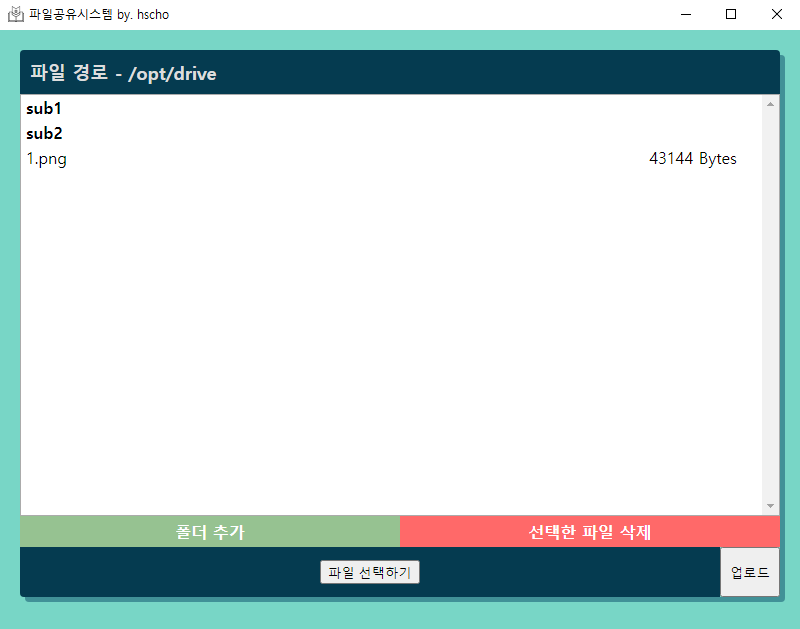 파일공유시스템 by. hscho
파일 경로 - /opt/drive
sub1
sub2
1.png 43144 Bytes
폴더 추가 선택한 파일 삭제
파일 선택하기 업로드